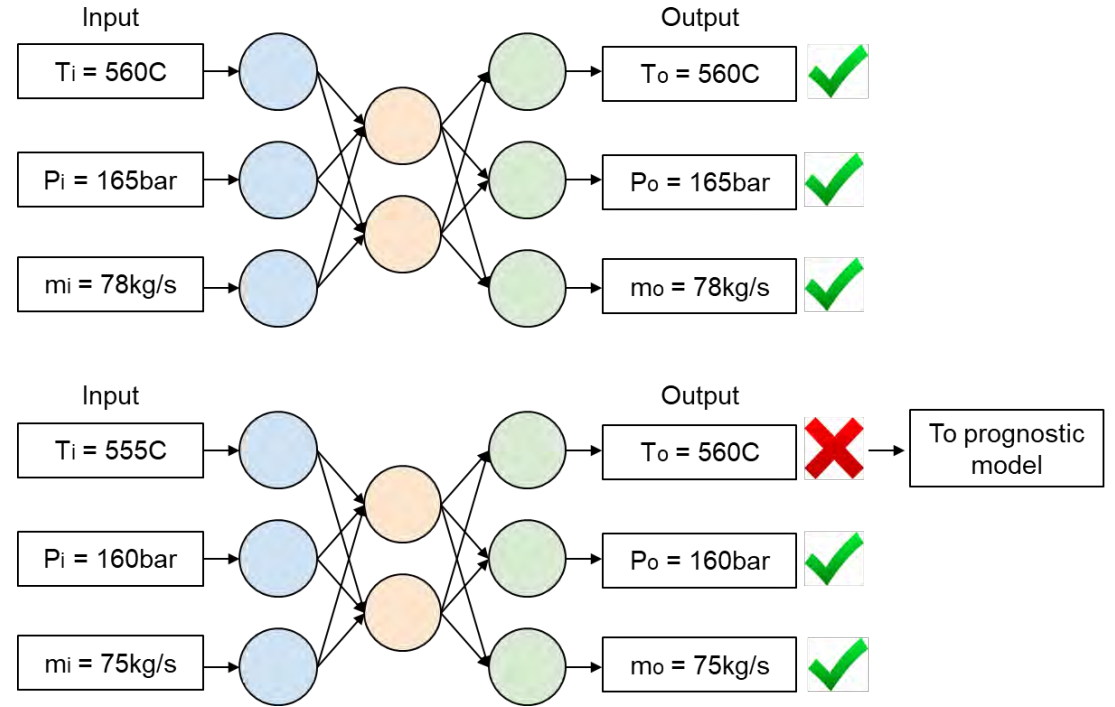 Input
Output
Ti = 560C
To = 560C
Pi = 165bar
Po = 165bar
mi = 78kg/s
mo = 78kg/s
Input
Output
Ti = 555C
To = 560C
To prognostic
model
Pi = 160bar
Po = 160bar
mi = 75kg/s
mo = 75kg/s